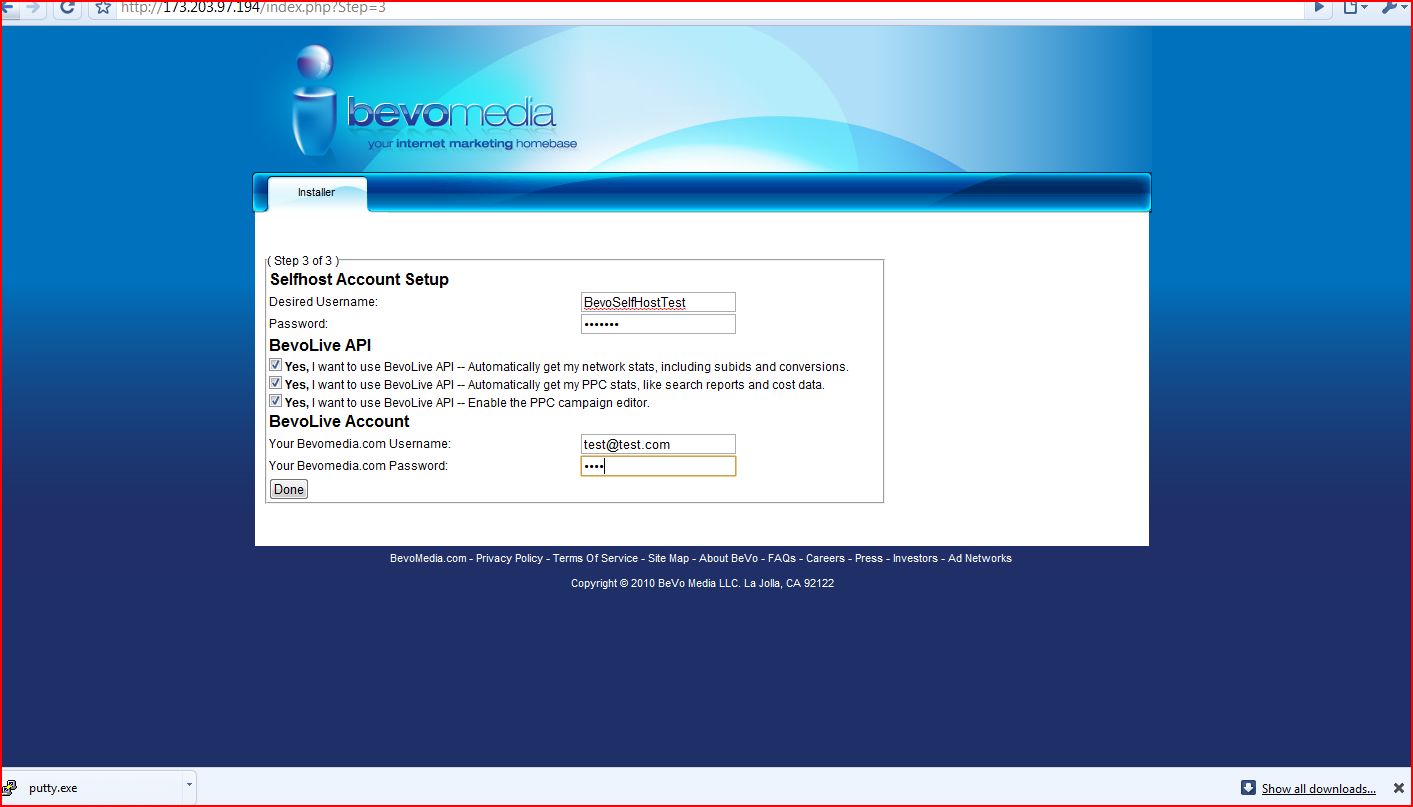 http://173.203.97.194/index.php?Step=3
bevomedia
your internet marketing homebase
Installer
( Step 3 of 3 )
Selfhost Account Setup
Desired Username: BevoSelfHostTest
Password: •••••••
BevoLive API
Yes, I want to use BevoLive API -- Automatically get my network stats, including subids and conversions.
Yes, I want to use BevoLive API -- Automatically get my PPC stats, like search reports and cost data.
Yes, I want to use BevoLive API -- Enable the PPC campaign editor.
BevoLive Account
Your Bevomedia.com Username: test@test.com
Your Bevomedia.com Password: ••••
Done
BevoMedia.com - Privacy Policy - Terms Of Service - Site Map - About BeVo - FAQs - Careers - Press - Investors - Ad Networks
Copyright © 2010 BeVo Media LLC. La Jolla, CA 92122
putty.exe
Show all downloads...